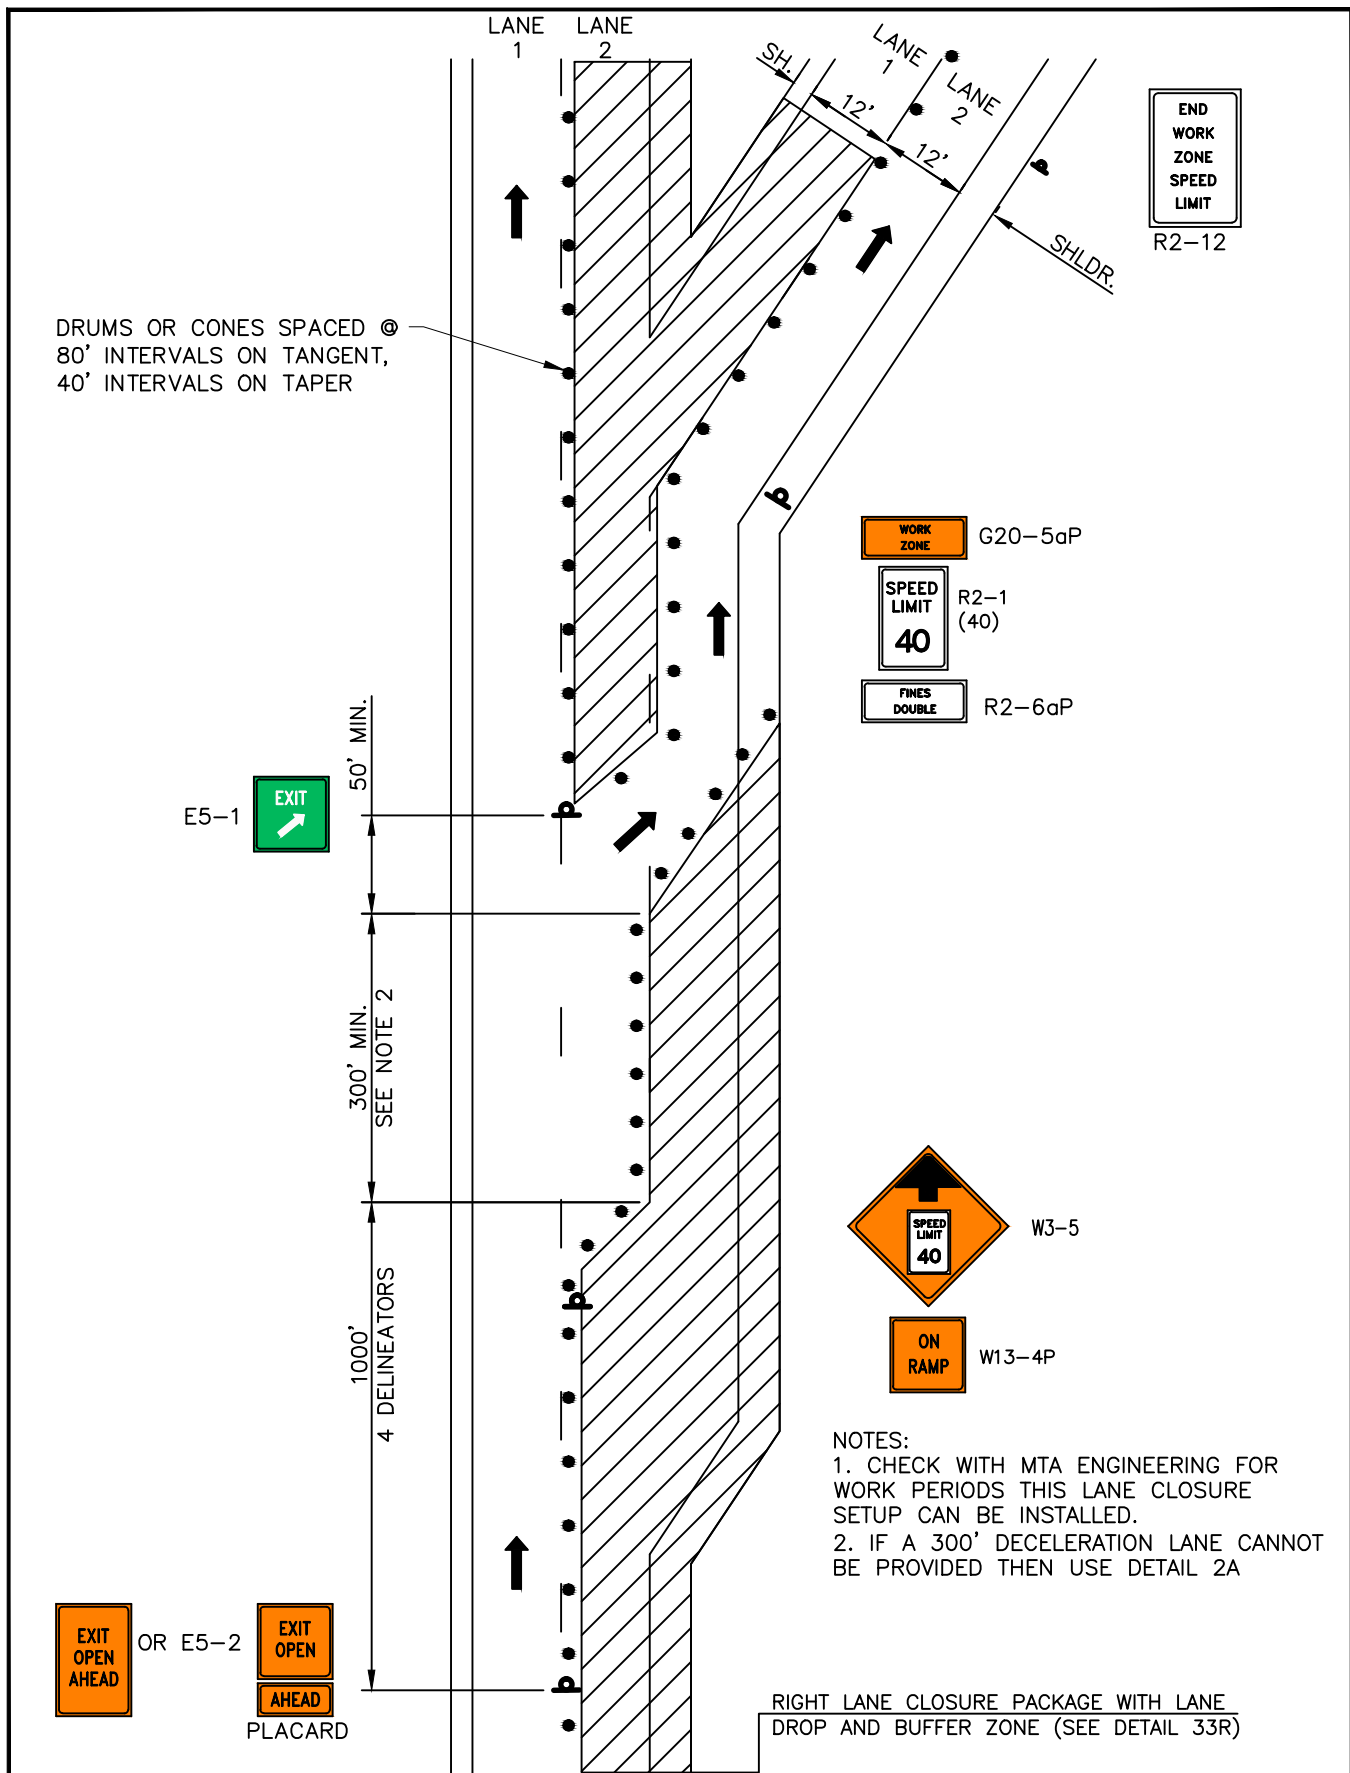 LANE
1
LANE
2
SH.
LANE
1
LANE
2
12'
12'
SHLDR.
END
WORK
ZONE
SPEED
LIMIT
R2-12
DRUMS OR CONES SPACED @
80' INTERVALS ON TANGENT,
40' INTERVALS ON TAPER
WORK
ZONE
G20-5aP
SPEED
LIMIT
40
R2-1
(40)
FINES
DOUBLE
R2-6aP
50' MIN.
E5-1
EXIT
300' MIN.
SEE NOTE 2
SPEED
LIMIT
40
W3-5
ON
RAMP
W13-4P
1000'
4 DELINEATORS
NOTES:
1. CHECK WITH MTA ENGINEERING FOR
WORK PERIODS THIS LANE CLOSURE
SETUP CAN BE INSTALLED.
2. IF A 300' DECELERATION LANE CANNOT
BE PROVIDED THEN USE DETAIL 2A
EXIT
OPEN
AHEAD
OR E5-2
EXIT
OPEN
AHEAD
PLACARD
RIGHT LANE CLOSURE PACKAGE WITH LANE
DROP AND BUFFER ZONE (SEE DETAIL 33R)